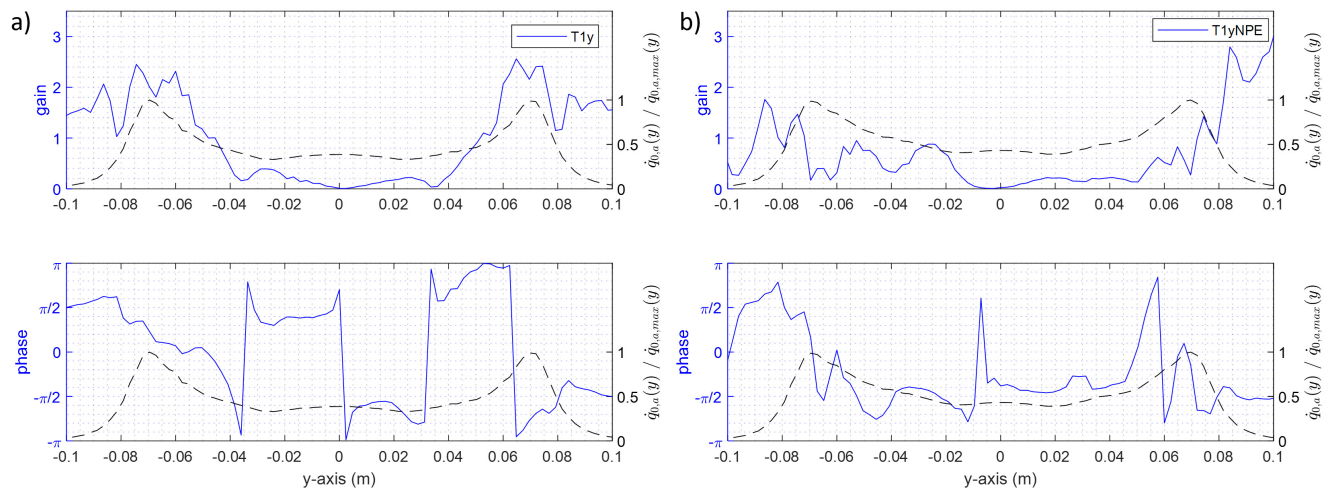 a)
T1y
3
2
1
0
gain
1
0.5
0
q̇₀,ₐ(y) / q̇₀,ₐ,ₘₐₓ(y)
-0.1 -0.08 -0.06 -0.04 -0.02 0 0.02 0.04 0.06 0.08 0.1
π
π/2
0
-π/2
-π
phase
1
0.5
0
q̇₀,ₐ(y) / q̇₀,ₐ,ₘₐₓ(y)
-0.1 -0.08 -0.06 -0.04 -0.02 0 0.02 0.04 0.06 0.08 0.1
y-axis (m)
b)
T1yNPE
3
2
1
0
gain
1
0.5
0
q̇₀,ₐ(y) / q̇₀,ₐ,ₘₐₓ(y)
-0.1 -0.08 -0.06 -0.04 -0.02 0 0.02 0.04 0.06 0.08 0.1
π
π/2
0
-π/2
-π
phase
1
0.5
0
q̇₀,ₐ(y) / q̇₀,ₐ,ₘₐₓ(y)
-0.1 -0.08 -0.06 -0.04 -0.02 0 0.02 0.04 0.06 0.08 0.1
y-axis (m)